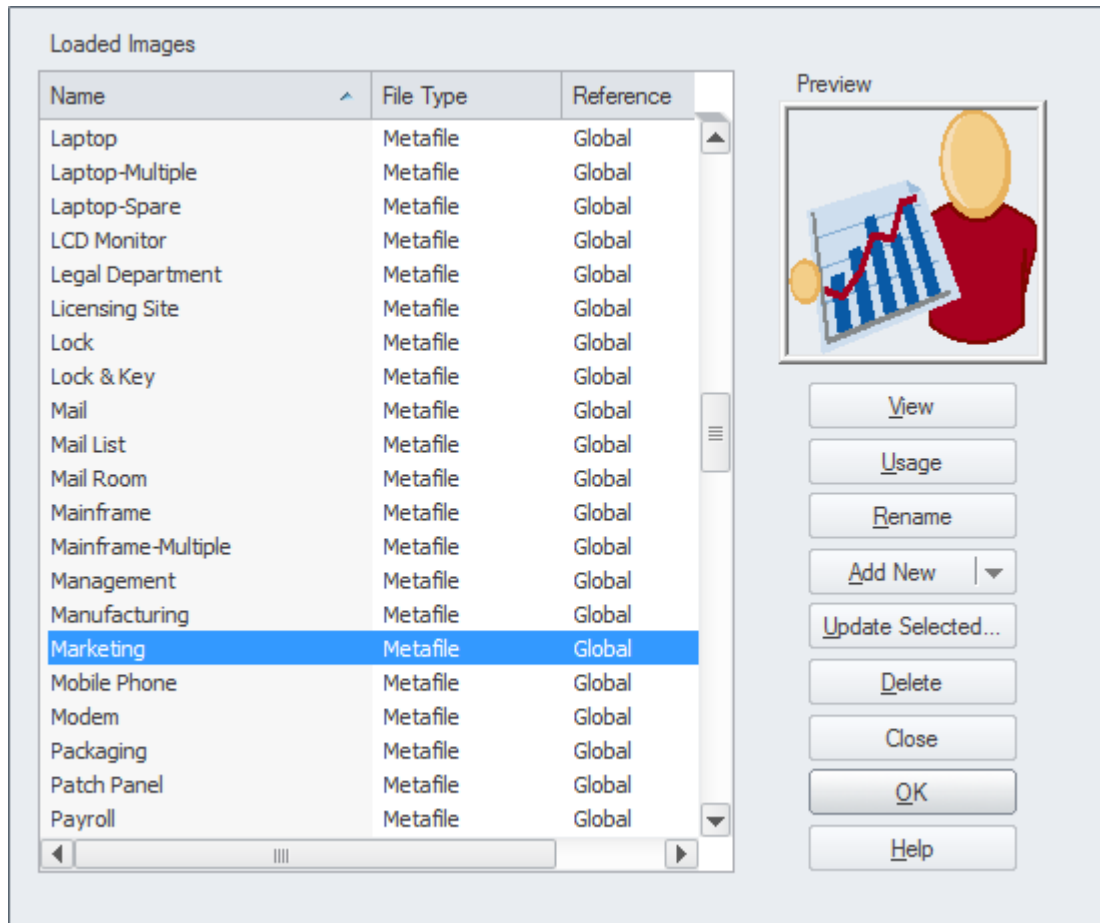 Loaded Images
Name File Type Reference
Laptop Metafile Global
Laptop-Multiple Metafile Global
Laptop-Spare Metafile Global
LCD Monitor Metafile Global
Legal Department Metafile Global
Licensing Site Metafile Global
Lock Metafile Global
Lock & Key Metafile Global
Mail Metafile Global
Mail List Metafile Global
Mail Room Metafile Global
Mainframe Metafile Global
Mainframe-Multiple Metafile Global
Management Metafile Global
Manufacturing Metafile Global
Marketing Metafile Global
Mobile Phone Metafile Global
Modem Metafile Global
Packaging Metafile Global
Patch Panel Metafile Global
Payroll Metafile Global
Preview
View
Usage
Rename
Add New
Update Selected...
Delete
Close
OK
Help